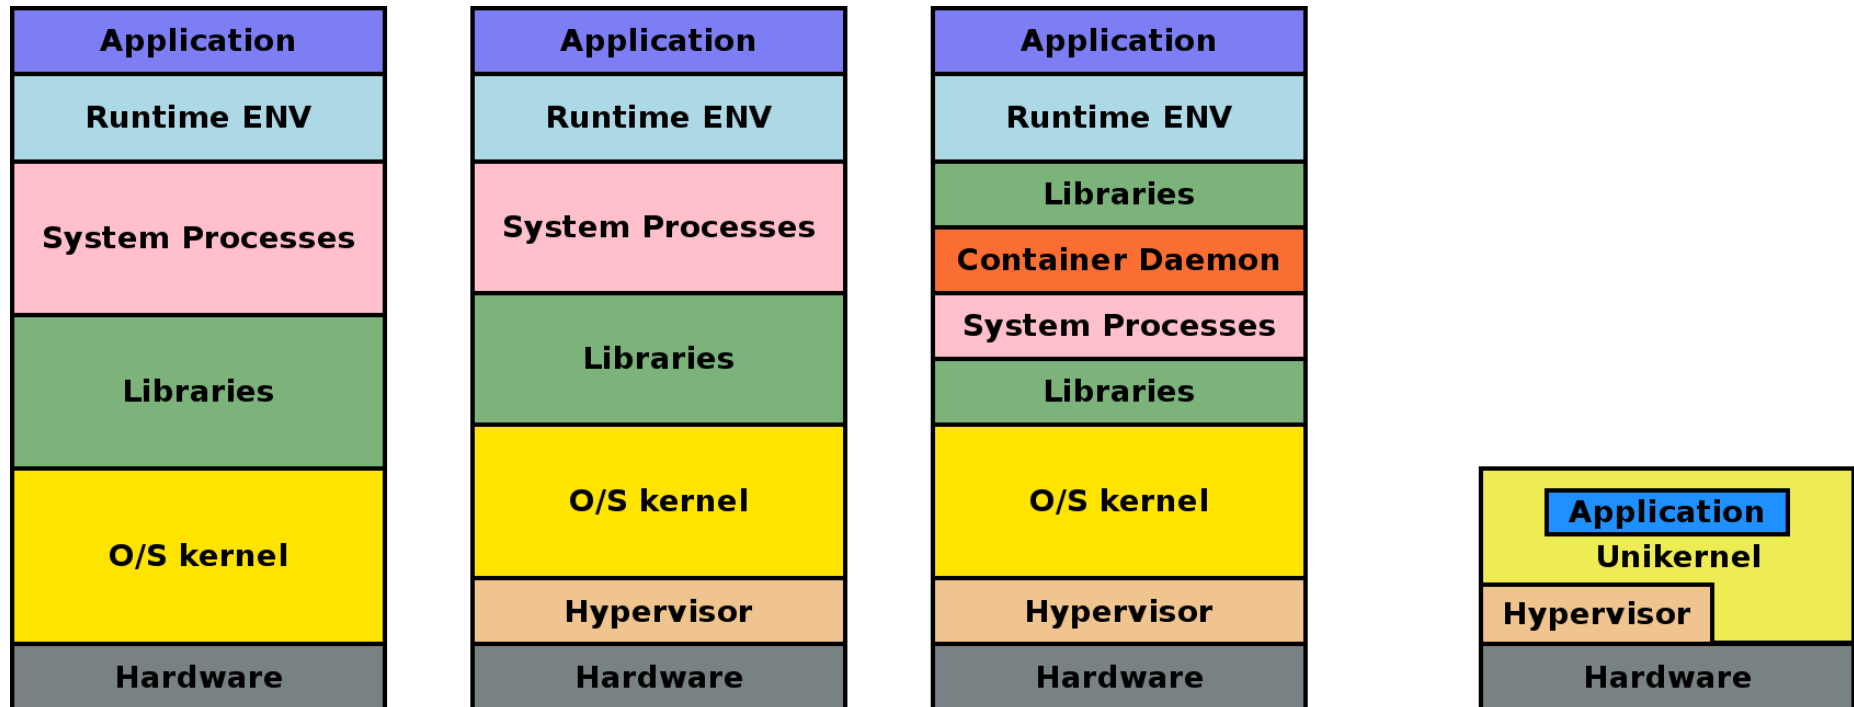 Application
Runtime ENV
System Processes
Libraries
O/S kernel
Hardware
Application
Runtime ENV
System Processes
Libraries
O/S kernel
Hypervisor
Hardware
Application
Runtime ENV
Libraries
Container Daemon
System Processes
Libraries
O/S kernel
Hypervisor
Hardware
Application
Unikernel
Hypervisor
Hardware